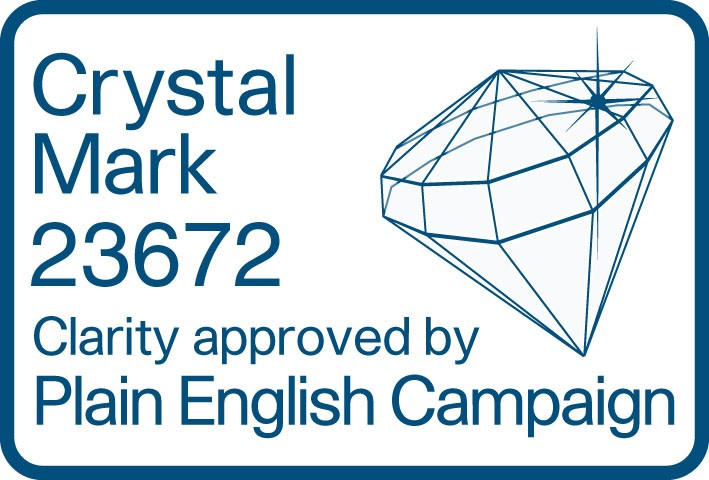 Crystal
Mark
23672
Clarity approved by
Plain English Campaign